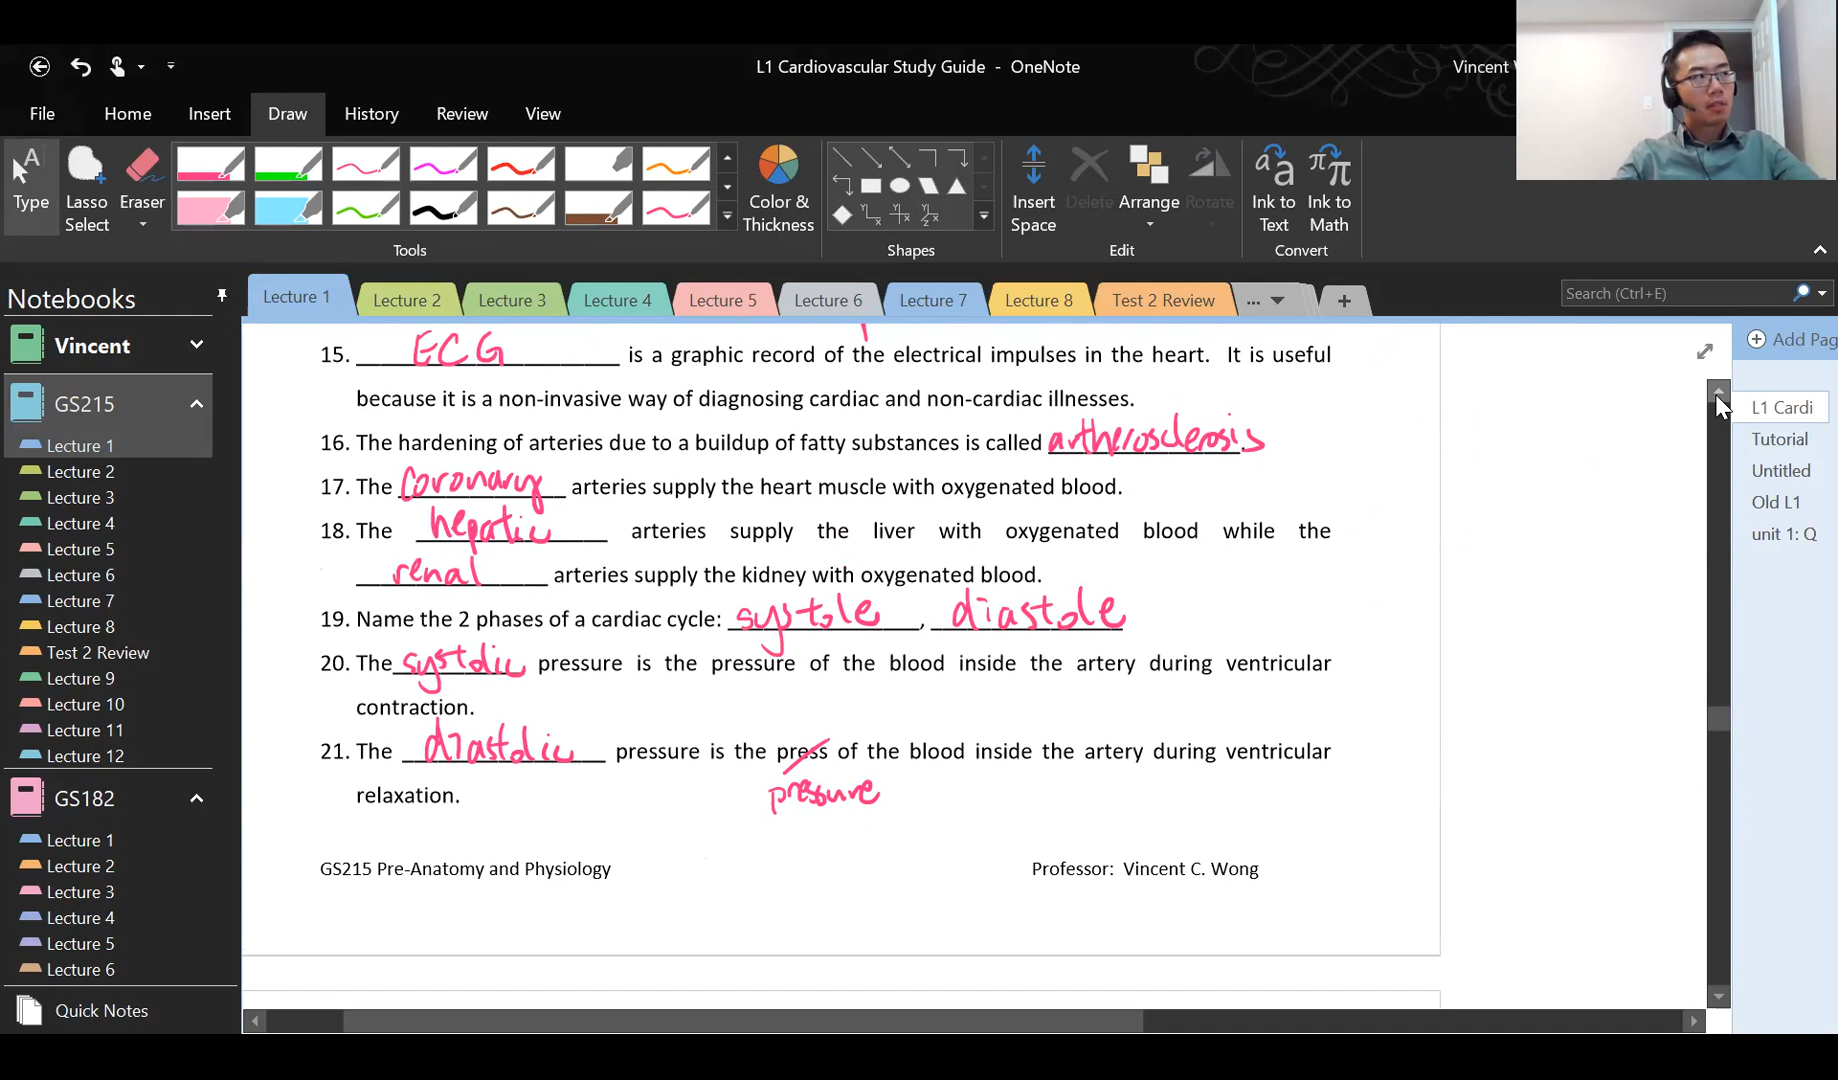 L1 Cardiovascular Study Guide - OneNote
Vincent W
File Home Insert Draw History Review View
Type
Lasso Select
Eraser
Color & Thickness
Insert Space
Delete
Arrange
Rotate
Ink to Text
Ink to Math
Tools
Shapes
Edit
Convert
Notebooks
Lecture 1 Lecture 2 Lecture 3 Lecture 4 Lecture 5 Lecture 6 Lecture 7 Lecture 8 Test 2 Review ...
Search (Ctrl+E)
Vincent
GS215
Lecture 1
Lecture 2
Lecture 3
Lecture 4
Lecture 5
Lecture 6
Lecture 7
Lecture 8
Test 2 Review
Lecture 9
Lecture 10
Lecture 11
Lecture 12
GS182
Lecture 1
Lecture 2
Lecture 3
Lecture 4
Lecture 5
Lecture 6
Quick Notes
15. ECG is a graphic record of the electrical impulses in the heart. It is useful
because it is a non-invasive way of diagnosing cardiac and non-cardiac illnesses.
16. The hardening of arteries due to a buildup of fatty substances is called artherosclerosis.
17. The coronary arteries supply the heart muscle with oxygenated blood.
18. The hepatic arteries supply the liver with oxygenated blood while the
renal arteries supply the kidney with oxygenated blood.
19. Name the 2 phases of a cardiac cycle: systole, diastole
20. The systolic pressure is the pressure of the blood inside the artery during ventricular
contraction.
21. The diastolic pressure is the press of the blood inside the artery during ventricular
pressure
relaxation.
GS215 Pre-Anatomy and Physiology Professor: Vincent C. Wong
Add Pag
L1 Cardi
Tutorial
Untitled
Old L1
unit 1: Q